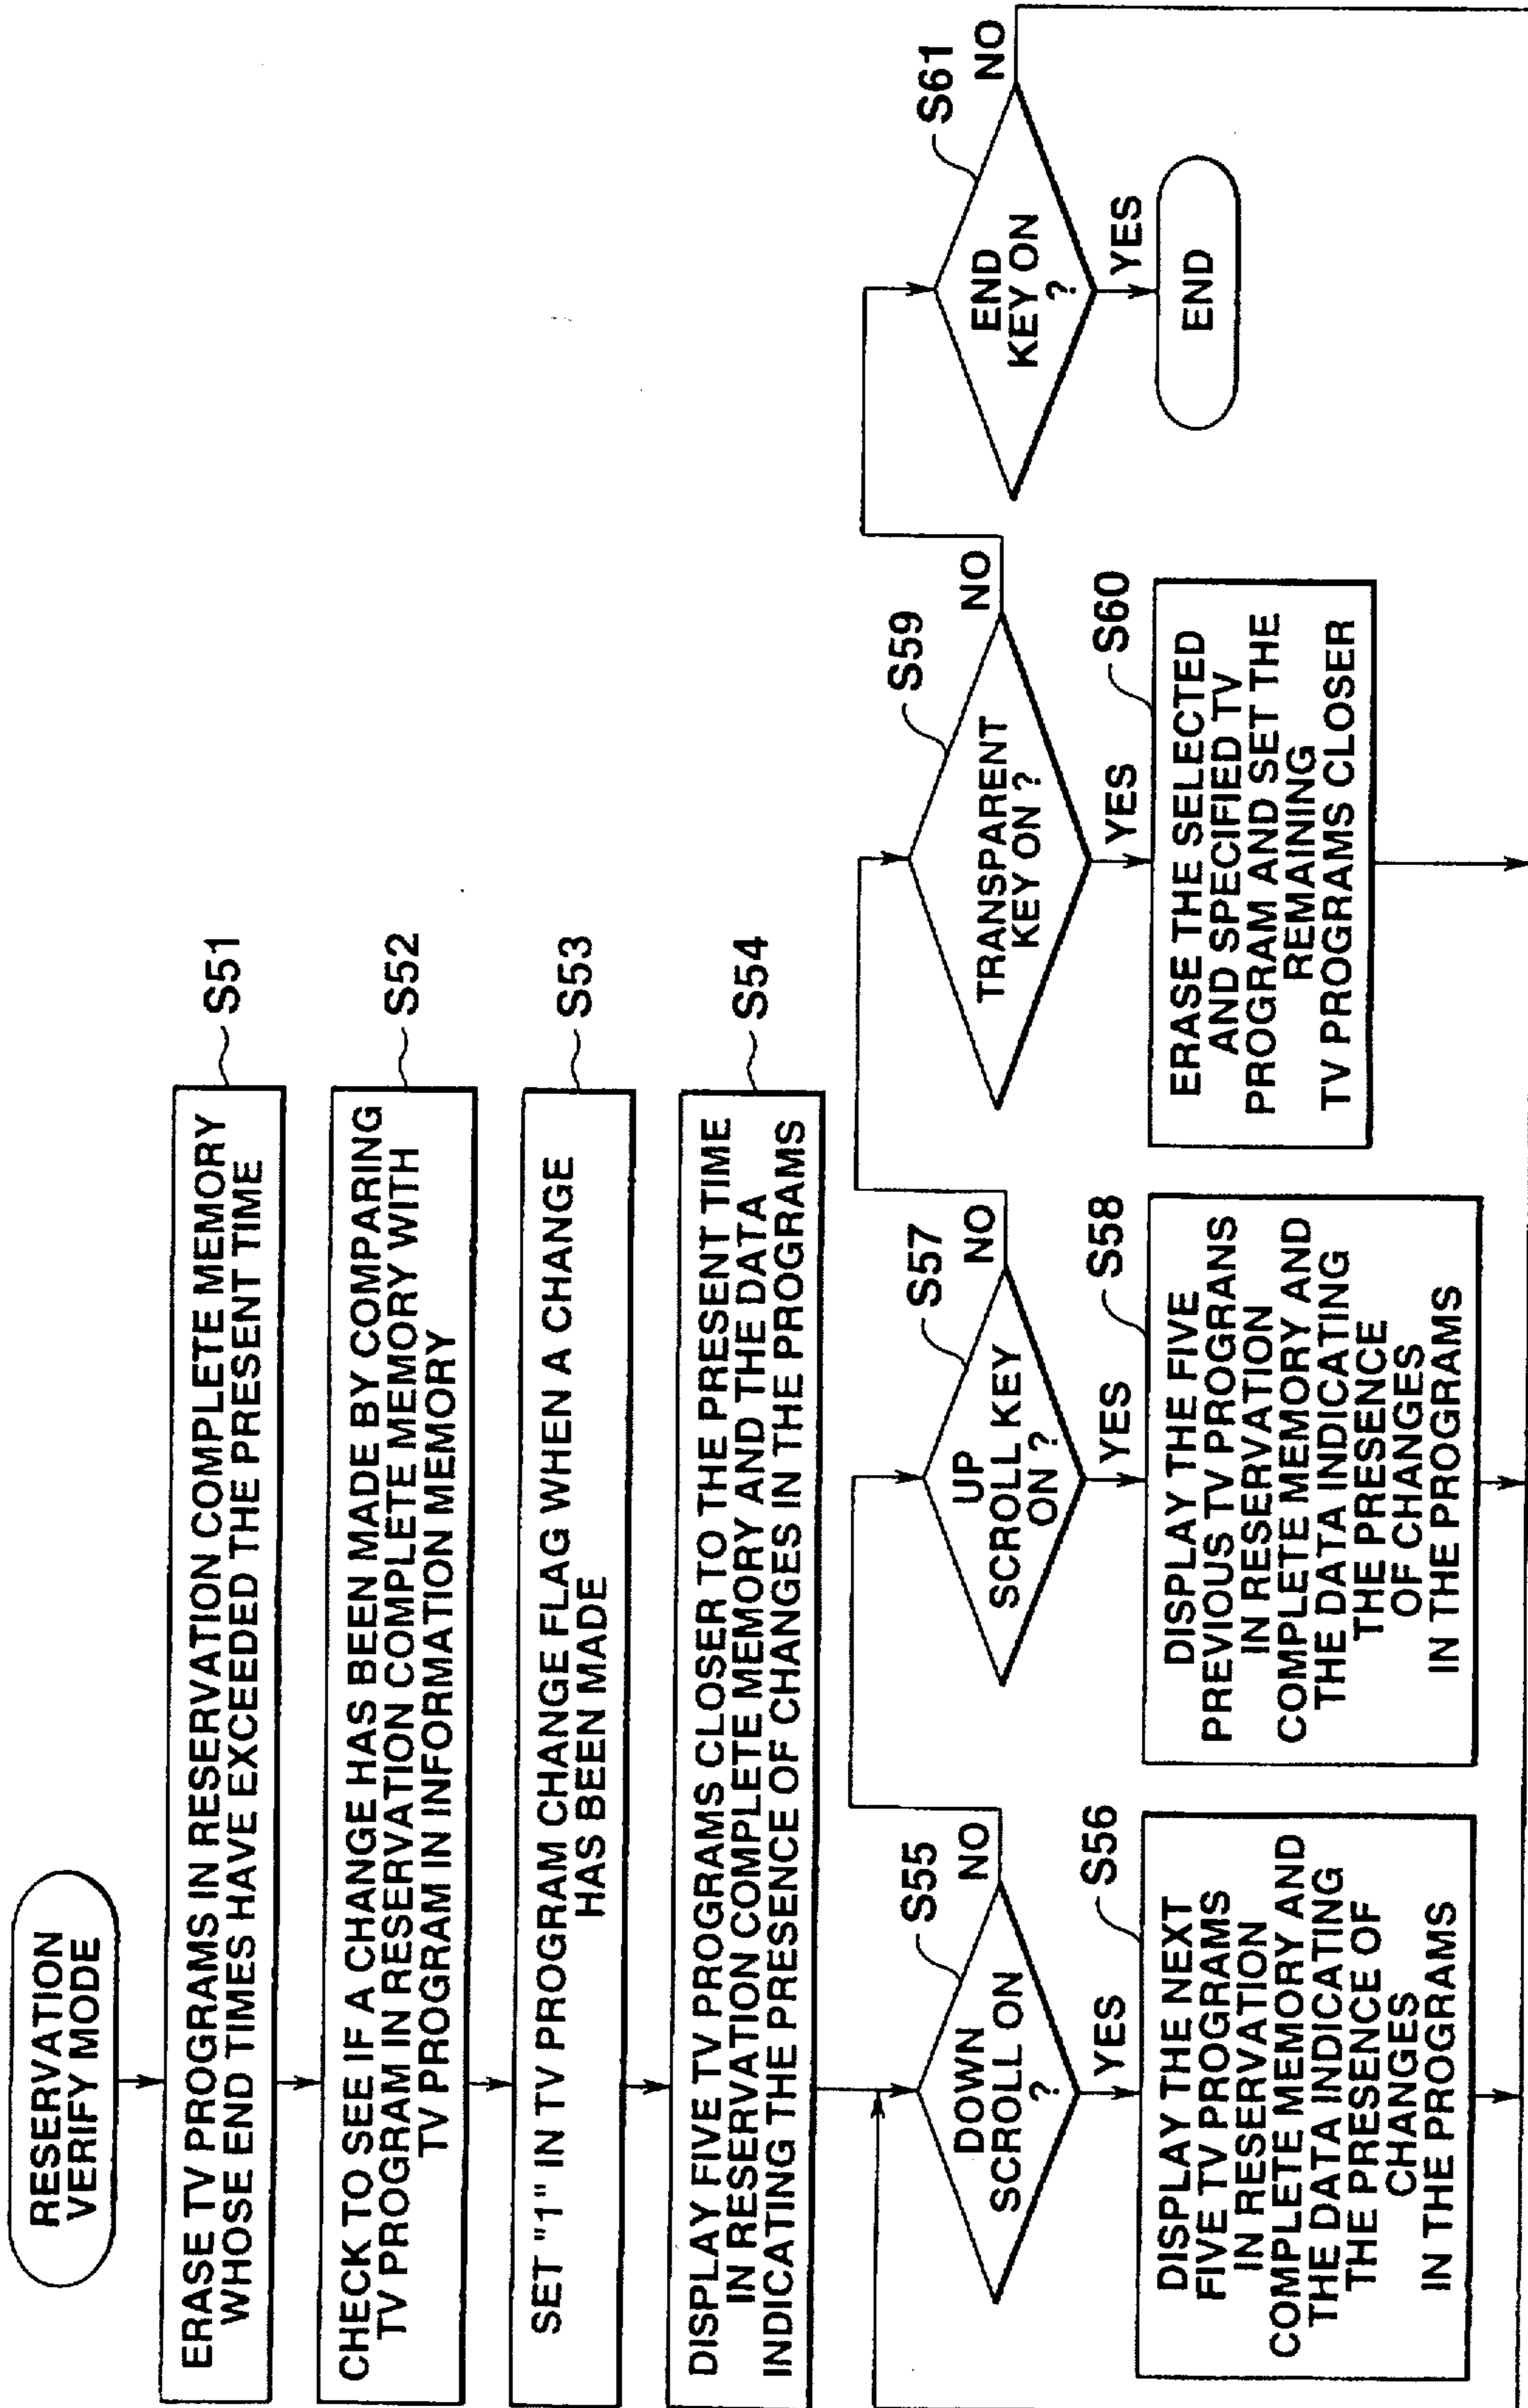 RESERVATION
VERIFY MODE
ERASE TV PROGRAMS IN RESERVATION COMPLETE MEMORY
WHOSE END TIMES HAVE EXCEEDED THE PRESENT TIME
S51
CHECK TO SEE IF A CHANGE HAS BEEN MADE BY COMPARING
TV PROGRAM IN RESERVATION COMPLETE MEMORY WITH
TV PROGRAM IN INFORMATION MEMORY
S52
SET "1" IN TV PROGRAM CHANGE FLAG WHEN A CHANGE
HAS BEEN MADE
S53
DISPLAY FIVE TV PROGRAMS CLOSER TO THE PRESENT TIME
IN RESERVATION COMPLETE MEMORY AND THE DATA
INDICATING THE PRESENCE OF CHANGES IN THE PROGRAMS
S54
DOWN
SCROLL ON
?
S55
NO
YES
S56
DISPLAY THE NEXT
FIVE TV PROGRAMS
IN RESERVATION
COMPLETE MEMORY AND
THE DATA INDICATING
THE PRESENCE OF
CHANGES
IN THE PROGRAMS
UP
SCROLL KEY
ON ?
S57
NO
YES
S58
DISPLAY THE FIVE
PREVIOUS TV PROGRANS
IN RESERVATION
COMPLETE MEMORY AND
THE DATA INDICATING
THE PRESENCE
OF CHANGES
IN THE PROGRAMS
TRANSPARENT
KEY ON ?
S59
NO
YES
S60
ERASE THE SELECTED
AND SPECIFIED TV
PROGRAM AND SET THE
REMAINING
TV PROGRAMS CLOSER
END
KEY ON
?
S61
NO
YES
END